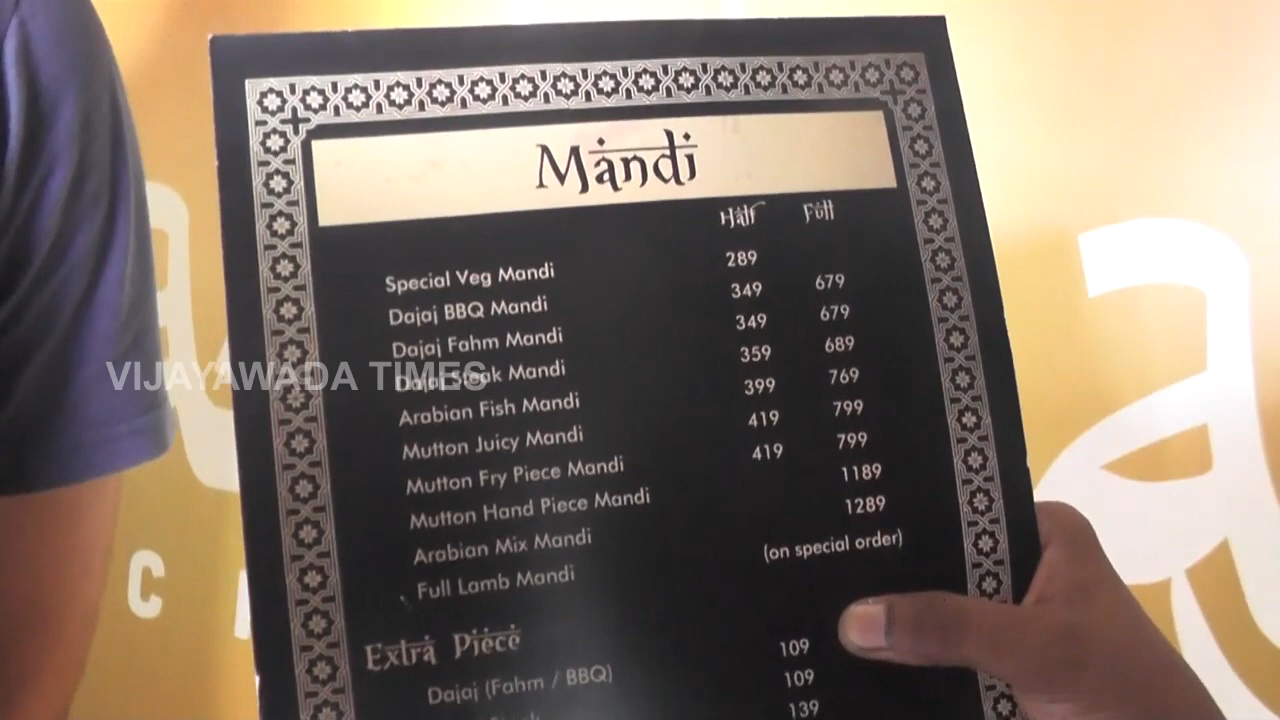 Mandi
Half Full
Special Veg Mandi 289
Dajaj BBQ Mandi 349 679
Dajaj Fahm Mandi 349 679
Dajaj Steak Mandi 359 689
Arabian Fish Mandi 399 769
Mutton Juicy Mandi 419 799
Mutton Fry Piece Mandi 419 799
Mutton Hand Piece Mandi 1189
Arabian Mix Mandi 1289
Full Lamb Mandi (on special order)
Extra Piece
Dajaj (Fahm / BBQ) 109
109
139
VIJAYAWADA TIMES